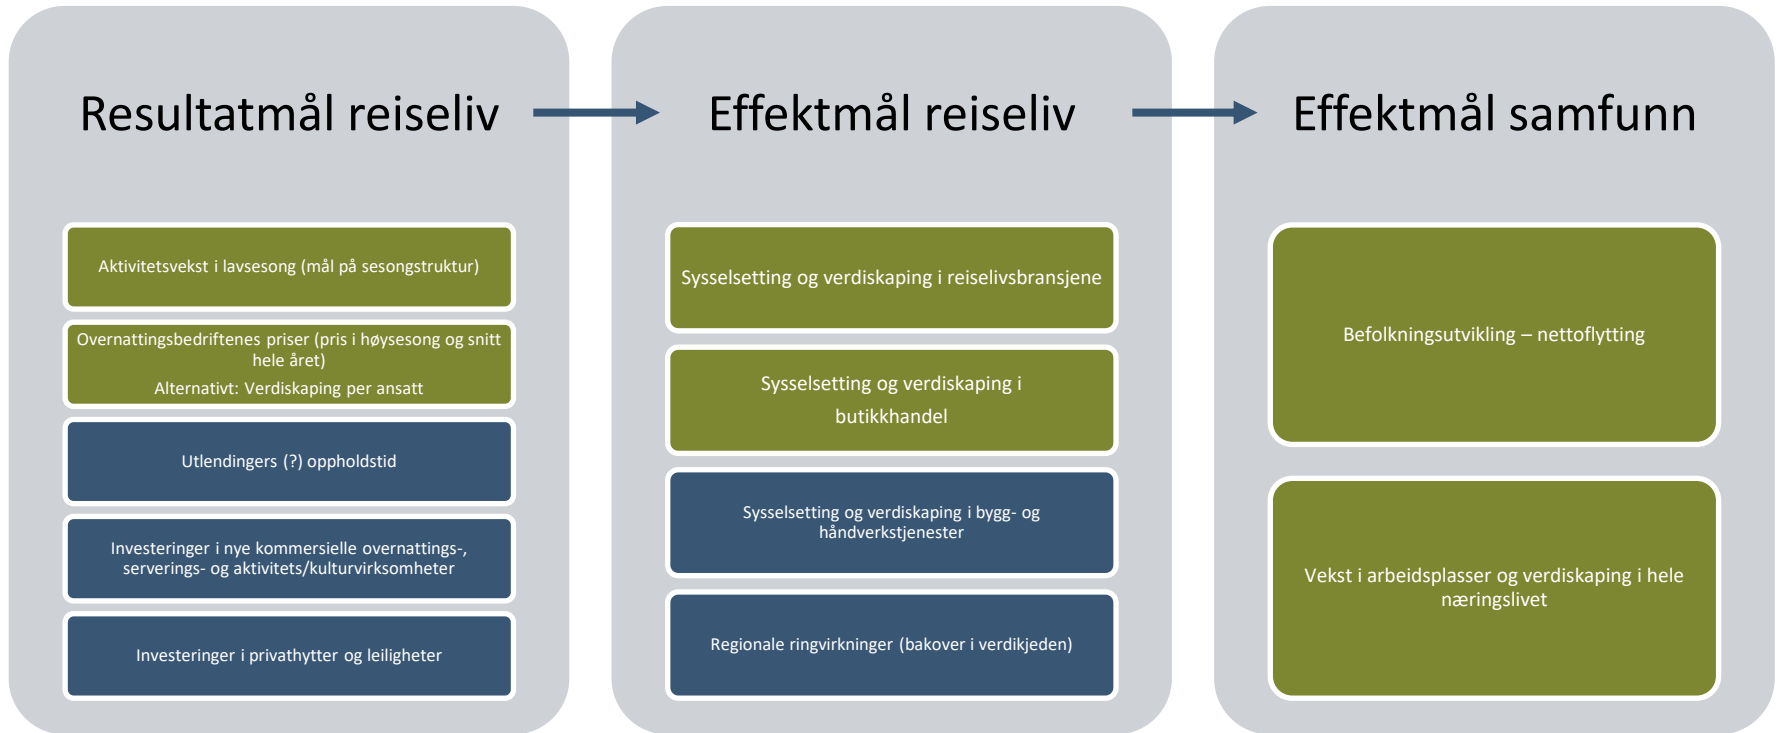 Resultatmål reiseliv
Aktivitetsvekst i lavsesong (mål på sesongstruktur)
Overnattingsbedriftenes priser (pris i høysesong og snitt
hele året)
Alternativt: Verdiskaping per ansatt
Utlendingers (?) oppholdstid
Investeringer i nye kommersielle overnattings-,
serverings- og aktivitets/kulturvirksomheter
Investeringer i privathytter og leiligheter
Effektmål reiseliv
Sysselsetting og verdiskaping i reiselivsbransjene
Sysselsetting og verdiskaping i
butikkhandel
Sysselsetting og verdiskaping i bygg- og
håndverkstjenester
Regionale ringvirkninger (bakover i verdikjeden)
Effektmål samfunn
Befolkningsutvikling – nettoflytting
Vekst i arbeidsplasser og verdiskaping i hele
næringslivet